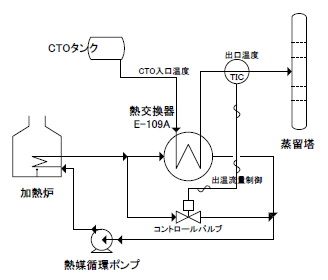 CTOタンク
CTO入口温度
出口温度
TIC
熱交換器
E-109A
蒸留塔
加熱炉
出温流量制御
コントロールバルブ
熱媒循環ポンプ